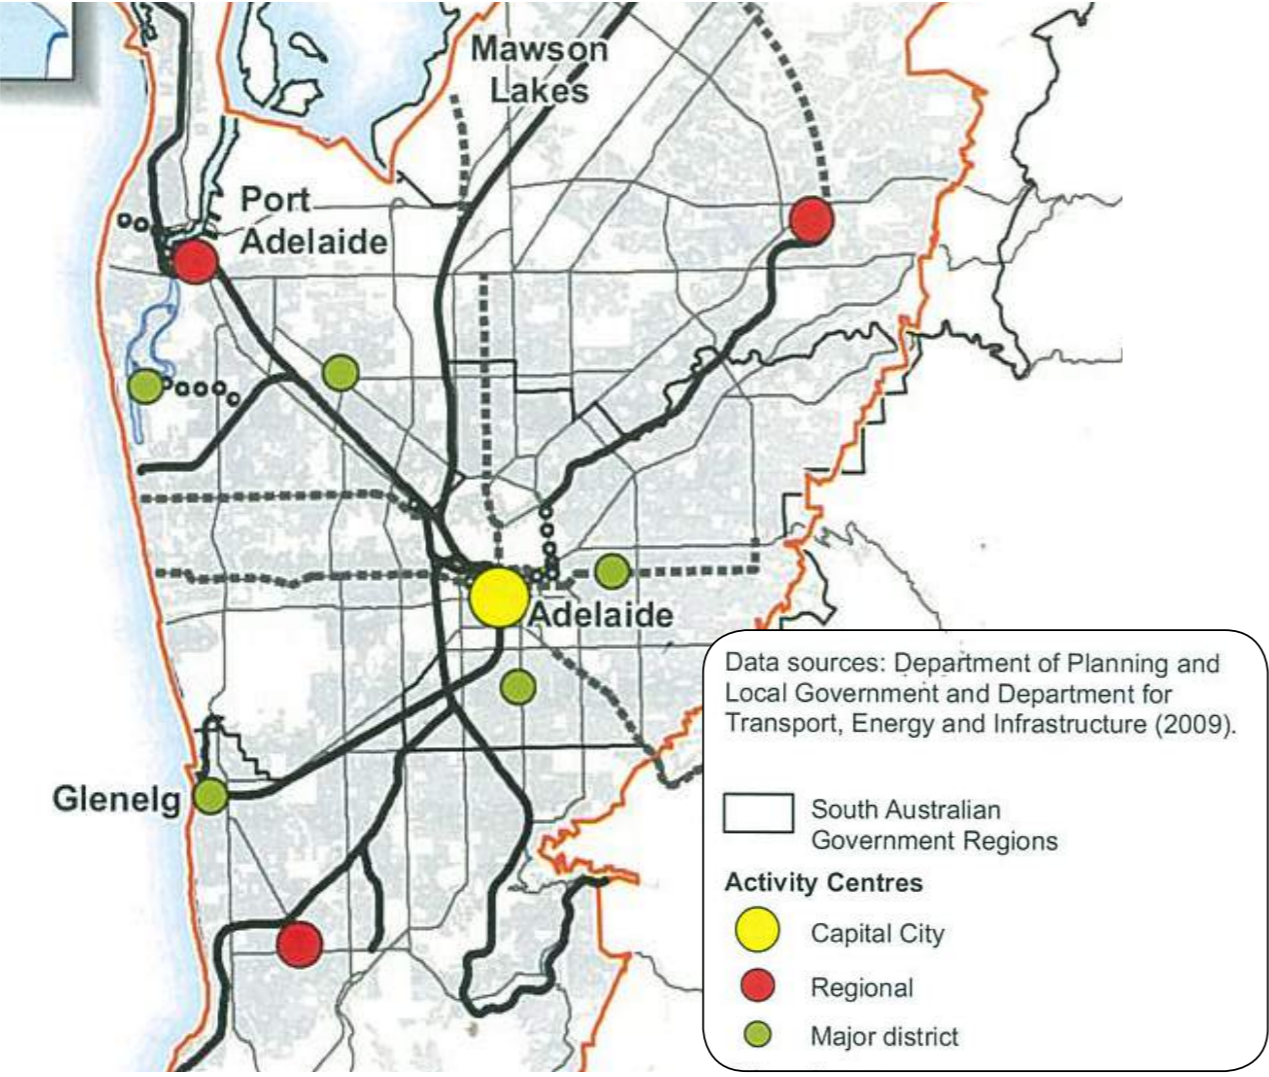 Mawson
Lakes
Port
Adelaide
Adelaide
Glenelg
Data sources: Department of Planning and
Local Government and Department for
Transport, Energy and Infrastructure (2009).
South Australian
Government Regions
Activity Centres
Capital City
Regional
Major district